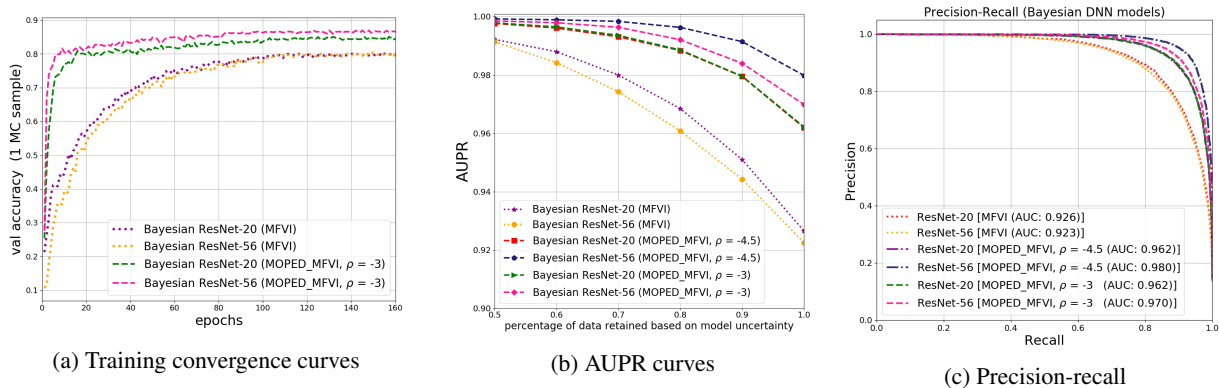 0.9
0.8
0.7
0.6
0.5
0.4
0.3
0.2
0.1
val accuracy (1 MC sample)
Bayesian ResNet-20 (MFVI)
Bayesian ResNet-56 (MFVI)
Bayesian ResNet-20 (MOPED_MFVI, ρ = -3)
Bayesian ResNet-56 (MOPED_MFVI, ρ = -3)
0 20 40 60 80 100 120 140 160
epochs
(a) Training convergence curves
1.00
0.98
0.96
0.94
0.92
0.90
AUPR
Bayesian ResNet-20 (MFVI)
Bayesian ResNet-56 (MFVI)
Bayesian ResNet-20 (MOPED_MFVI, ρ = -4.5)
Bayesian ResNet-56 (MOPED_MFVI, ρ = -4.5)
Bayesian ResNet-20 (MOPED_MFVI, ρ = -3)
Bayesian ResNet-56 (MOPED_MFVI, ρ = -3)
0.5 0.6 0.7 0.8 0.9 1.0
percentage of data retained based on model uncertainty
(b) AUPR curves
Precision-Recall (Bayesian DNN models)
1.0
0.8
0.6
0.4
0.2
0.0
Precision
ResNet-20 [MFVI (AUC: 0.926)]
ResNet-56 [MFVI (AUC: 0.923)]
ResNet-20 [MOPED_MFVI, ρ = -4.5 (AUC: 0.962)]
ResNet-56 [MOPED_MFVI, ρ = -4.5 (AUC: 0.980)]
ResNet-20 [MOPED_MFVI, ρ = -3 (AUC: 0.962)]
ResNet-56 [MOPED_MFVI, ρ = -3 (AUC: 0.970)]
0.0 0.2 0.4 0.6 0.8 1.0
Recall
(c) Precision-recall